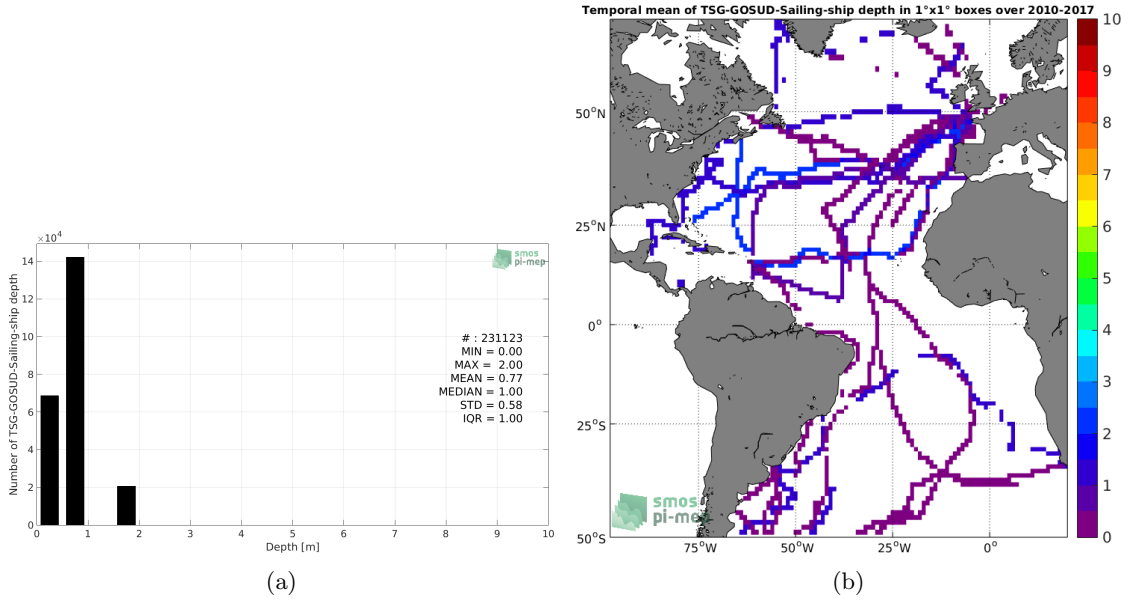 ×10⁴
14
12
10
8
6
4
2
0
Number of TSG-GOSUD-Sailing-ship depth
smos
pi-mep
# : 231123
MIN = 0.00
MAX = 2.00
MEAN = 0.77
MEDIAN = 1.00
STD = 0.58
IQR = 1.00
0 1 2 3 4 5 6 7 8 9 10
Depth [m]
(a)
Temporal mean of TSG-GOSUD-Sailing-ship depth in 1°x1° boxes over 2010-2017
50°N
25°N
0°
25°S
50°S
75°W 50°W 25°W 0°
smos
pi-mep
10
9
8
7
6
5
4
3
2
1
0
(b)